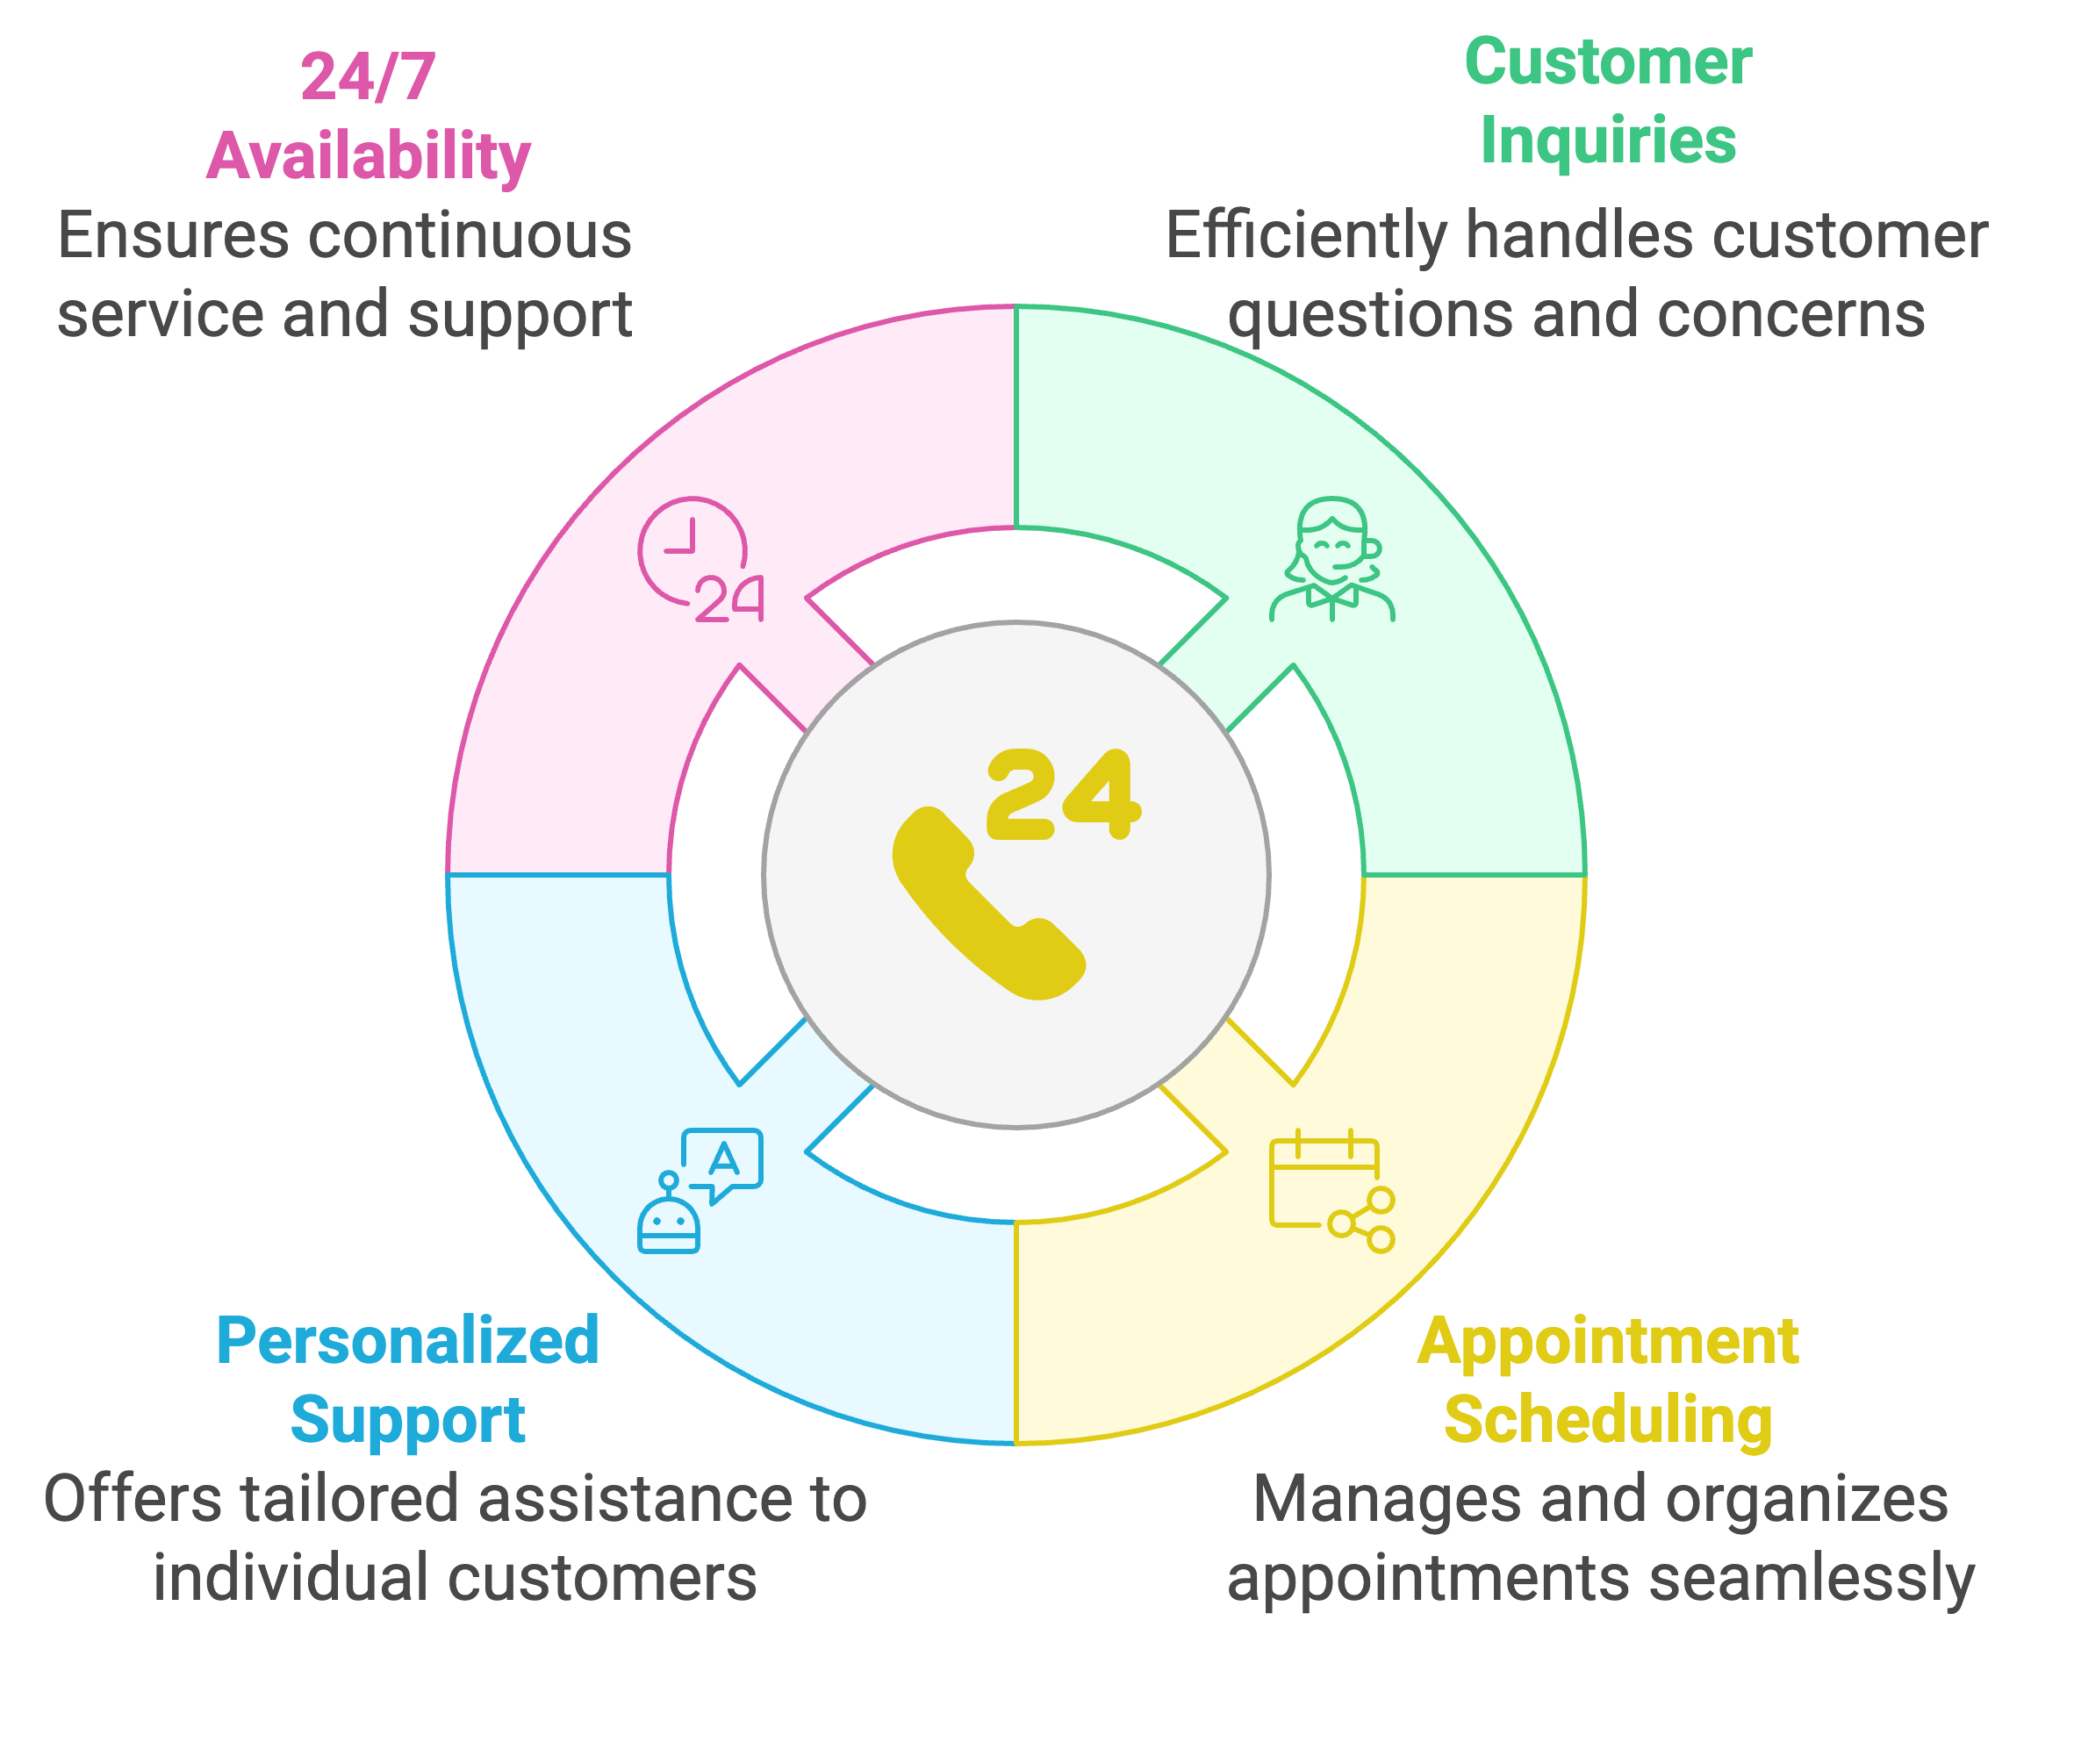 24/7
Availability
Ensures continuous
service and support
Customer
Inquiries
Efficiently handles customer
questions and concerns
24
24
A
Personalized
Support
Offers tailored assistance to
individual customers
Appointment
Scheduling
Manages and organizes
appointments seamlessly